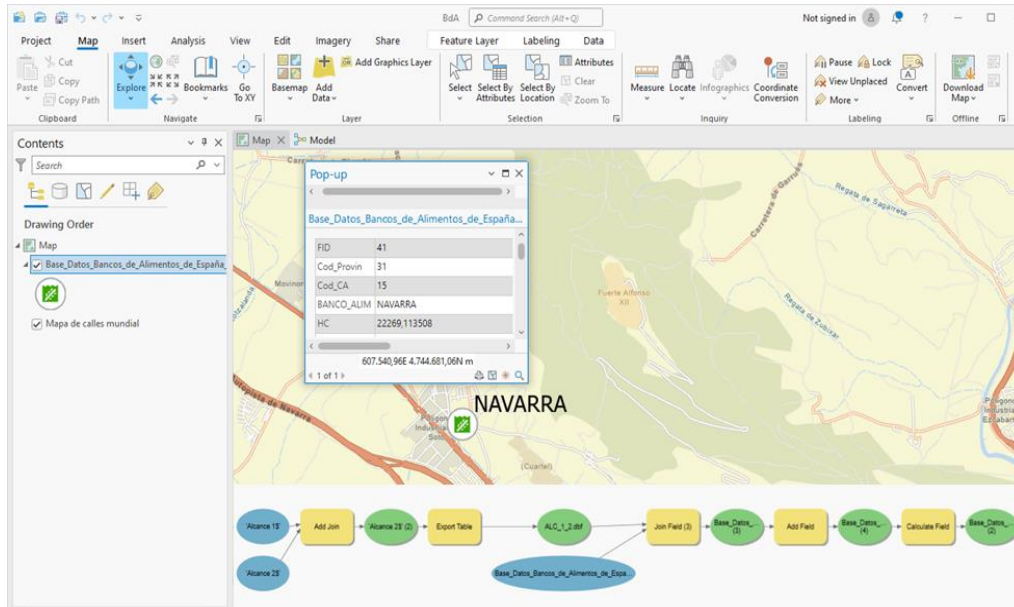 BdA
Command Search (Alt+Q)
Not signed in
?
Project Map Insert Analysis View Edit Imagery Share Feature Layer Labeling Data
Paste
Cut
Copy
Copy Path
Clipboard
Explore
Bookmarks
Go To XY
Navigate
Basemap
Add Data
Add Graphics Layer
Layer
Select
Select By Attributes
Select By Location
Attributes
Clear
Zoom To
Selection
Measure
Locate
Infographics
Coordinate Conversion
Inquiry
Pause
Lock
View Unplaced
More
Convert
Labeling
Download Map
Offline
Contents
Search
Drawing Order
Map
Base_Datos_Bancos_de_Alimentos_de_España_
Mapa de calles mundial
Map
Model
Pop-up
Base_Datos_Bancos_de_Alimentos_de_España...
FID 41
Cod_Provin 31
Cod_CA 15
BANCO_ALIM NAVARRA
HC 22269,113508
607.540,96E 4.744.681,06N m
1 of 1
Carretera de Garrués
Regata de Sagarreta
Fuerte Alfonso
XII
Regata de Zubizar
Autopista de Navarra
NAVARRA
(Cuartel)
'Alcance 1$'
Add Join
'Alcance 2$' (2)
Export Table
ALC_1_2.dbf
Join Field (3)
Base_Datos_...
(3)
Add Field
Base_Datos_...
(4)
Calculate Field
Base_Datos_...
(2)
'Alcance 2$'
Base_Datos_Bancos_de_Alimentos_de_Espa...